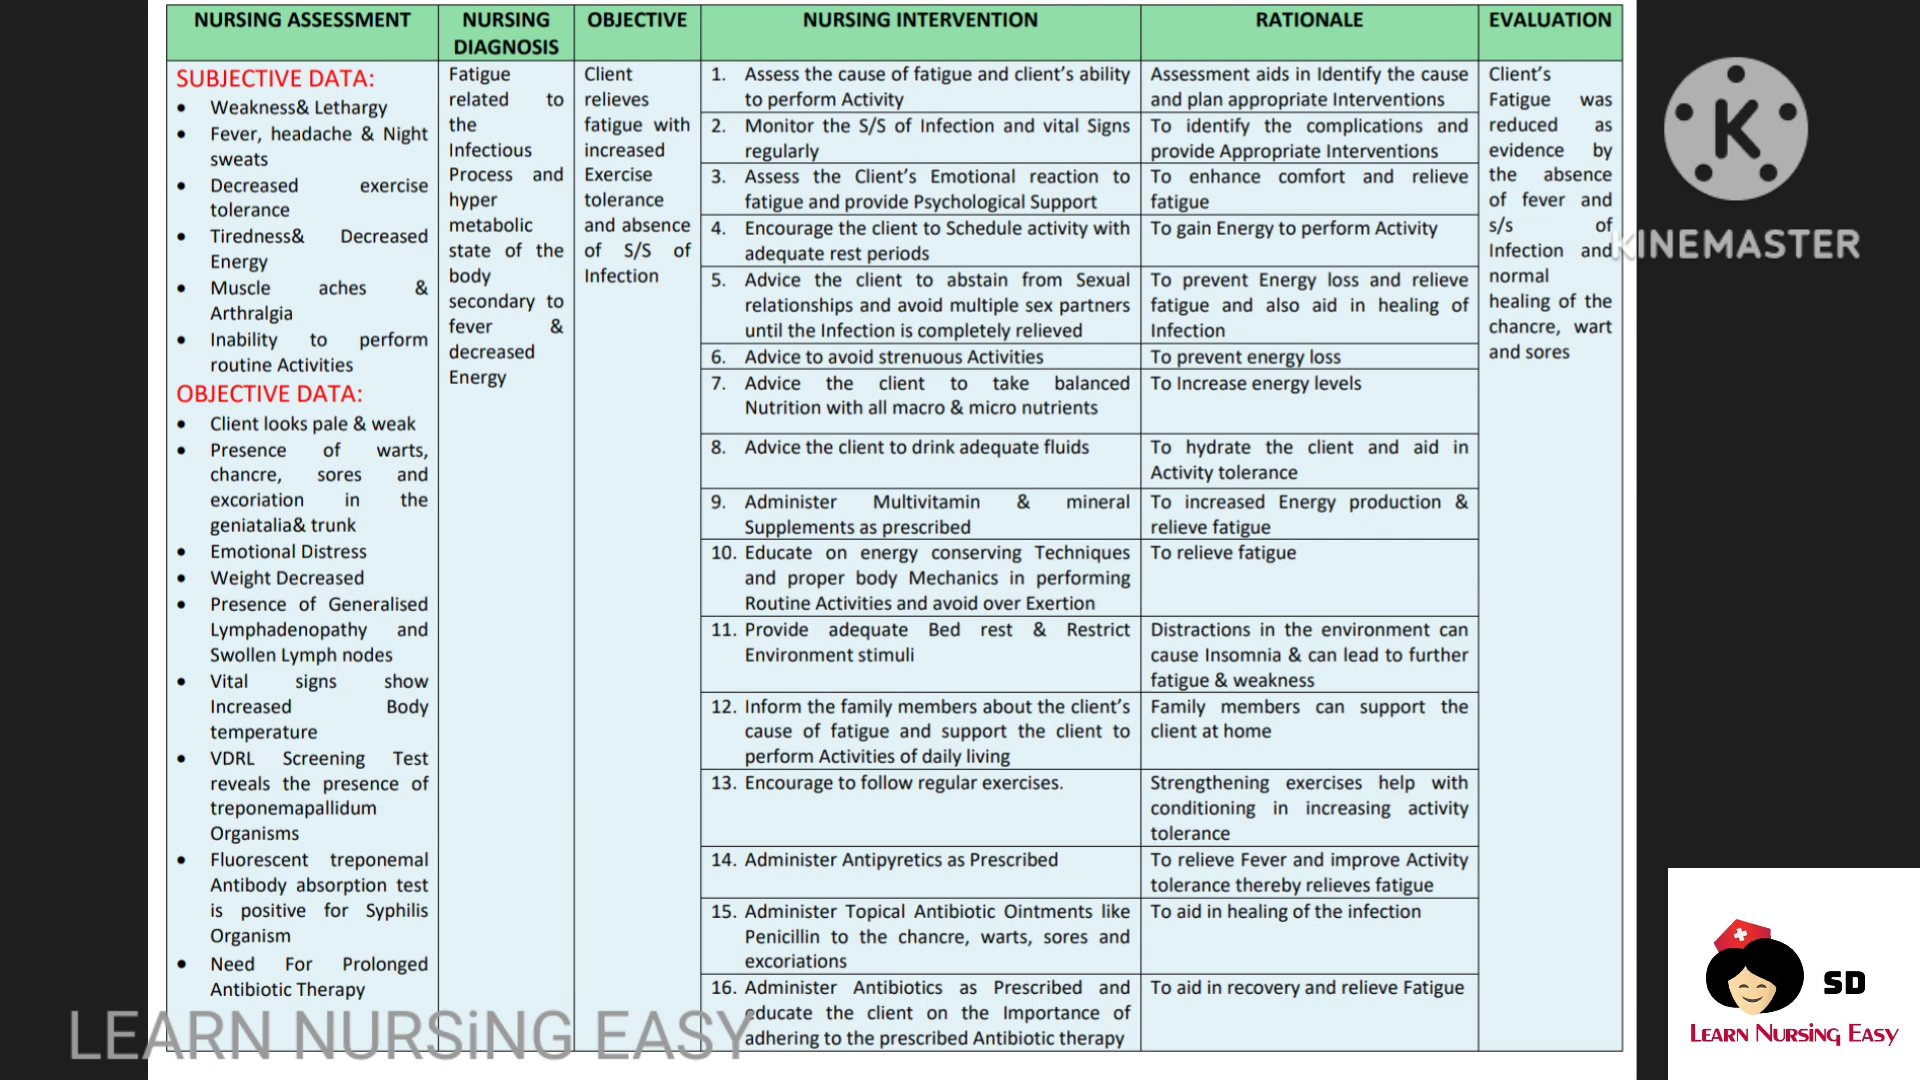 NURSING ASSESSMENT
NURSING
DIAGNOSIS
OBJECTIVE
NURSING INTERVENTION
RATIONALE
EVALUATION
SUBJECTIVE DATA:
• Weakness& Lethargy
• Fever, headache & Night
sweats
• Decreased exercise
tolerance
• Tiredness& Decreased
Energy
• Muscle aches &
Arthralgia
• Inability to perform
routine Activities
OBJECTIVE DATA:
• Client looks pale & weak
• Presence of warts,
chancre, sores and
excoriation in the
geniatalia& trunk
• Emotional Distress
• Weight Decreased
• Presence of Generalised
Lymphadenopathy and
Swollen Lymph nodes
• Vital signs show
Increased Body
temperature
• VDRL Screening Test
reveals the presence of
treponemapallidum
Organisms
• Fluorescent treponemal
Antibody absorption test
is positive for Syphilis
Organism
• Need For Prolonged
Antibiotic Therapy
Fatigue
related to
the
Infectious
Process and
hyper
metabolic
state of the
body
secondary to
fever &
decreased
Energy
Client
relieves
fatigue with
increased
Exercise
tolerance
and absence
of S/S of
Infection
1. Assess the cause of fatigue and client's ability
to perform Activity
Assessment aids in Identify the cause
and plan appropriate Interventions
2. Monitor the S/S of Infection and vital Signs
regularly
To identify the complications and
provide Appropriate Interventions
3. Assess the Client's Emotional reaction to
fatigue and provide Psychological Support
To enhance comfort and relieve
fatigue
4. Encourage the client to Schedule activity with
adequate rest periods
To gain Energy to perform Activity
5. Advice the client to abstain from Sexual
relationships and avoid multiple sex partners
until the Infection is completely relieved
To prevent Energy loss and relieve
fatigue and also aid in healing of
Infection
6. Advice to avoid strenuous Activities
To prevent energy loss
7. Advice the client to take balanced
Nutrition with all macro & micro nutrients
To Increase energy levels
8. Advice the client to drink adequate fluids
To hydrate the client and aid in
Activity tolerance
9. Administer Multivitamin & mineral
Supplements as prescribed
To increased Energy production &
relieve fatigue
10. Educate on energy conserving Techniques
and proper body Mechanics in performing
Routine Activities and avoid over Exertion
To relieve fatigue
11. Provide adequate Bed rest & Restrict
Environment stimuli
Distractions in the environment can
cause Insomnia & can lead to further
fatigue & weakness
12. Inform the family members about the client's
cause of fatigue and support the client to
perform Activities of daily living
Family members can support the
client at home
13. Encourage to follow regular exercises.
Strengthening exercises help with
conditioning in increasing activity
tolerance
14. Administer Antipyretics as Prescribed
To relieve Fever and improve Activity
tolerance thereby relieves fatigue
15. Administer Topical Antibiotic Ointments like
Penicillin to the chancre, warts, sores and
excoriations
To aid in healing of the infection
16. Administer Antibiotics as Prescribed and
educate the client on the Importance of
adhering to the prescribed Antibiotic therapy
To aid in recovery and relieve Fatigue
Client's
Fatigue was
reduced as
evidence by
the absence
of fever and
s/s of
Infection and
normal
healing of the
chancre, wart
and sores
K
KINEMASTER
SD
LEARN NURSING EASY
LEARN NURSiNG EASY